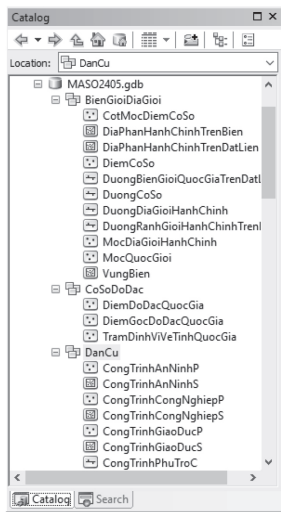 Catalog
Location: DanCu
MASO2405.gdb
BienGioiDiaGioi
CotMocDiemCoSo
DiaPhanHanhChinhTrenBien
DiaPhanHanhChinhTrenDatLien
DiemCoSo
DuongBienGioiQuocGiaTrenDatl
DuongCoSo
DuongDiaGioiHanhChinh
DuongRanhGioiHanhChinhTrenl
MocDiaGioiHanhChinh
MocQuocGioi
VungBien
CoSoDoDac
DiemDoDacQuocGia
DiemGocDoDacQuocGia
TramDinhViVeTinhQuocGia
DanCu
CongTrinhAnNinhP
CongTrinhAnNinhS
CongTrinhCongNghiepP
CongTrinhCongNghiepS
CongTrinhGiaoDucP
CongTrinhGiaoDucS
CongTrinhPhuTroC
Catalog Search